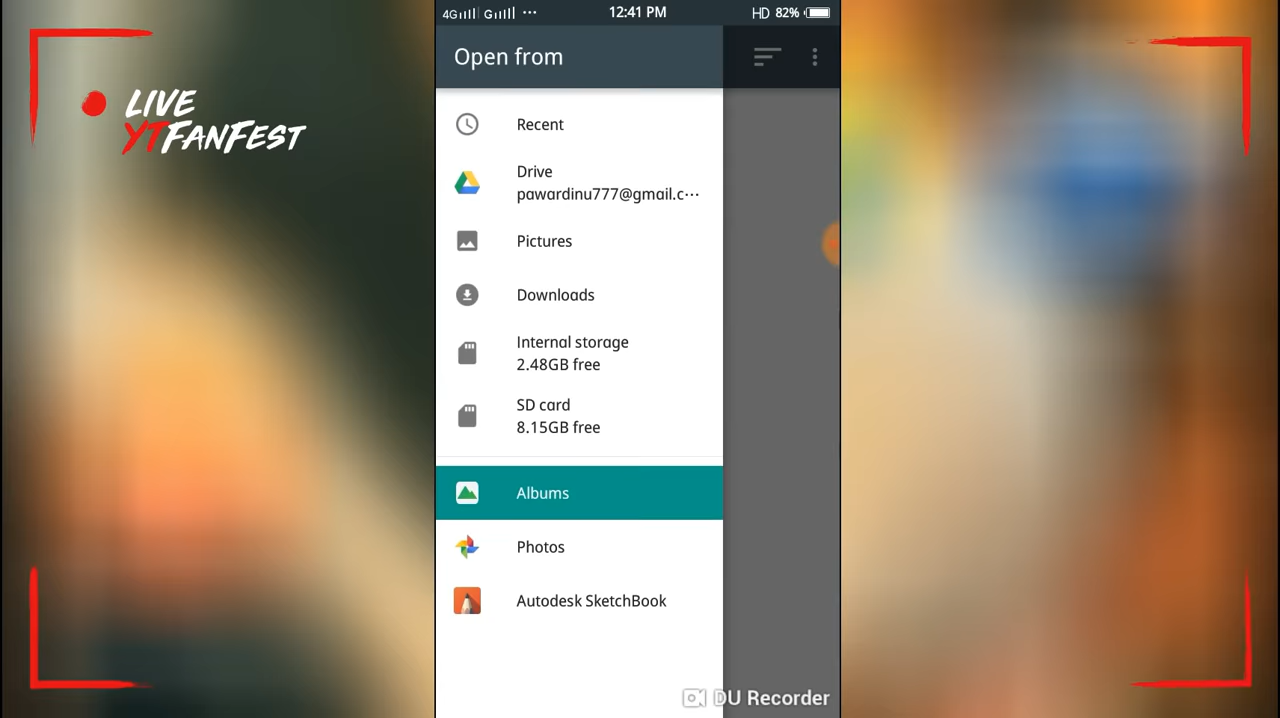 LIVE
YTFANFEST
4G G ···
12:41 PM
HD 82%
Open from
Recent
Drive
pawardinu777@gmail.c···
Pictures
Downloads
Internal storage
2.48GB free
SD card
8.15GB free
Albums
Photos
Autodesk SketchBook
DU Recorder